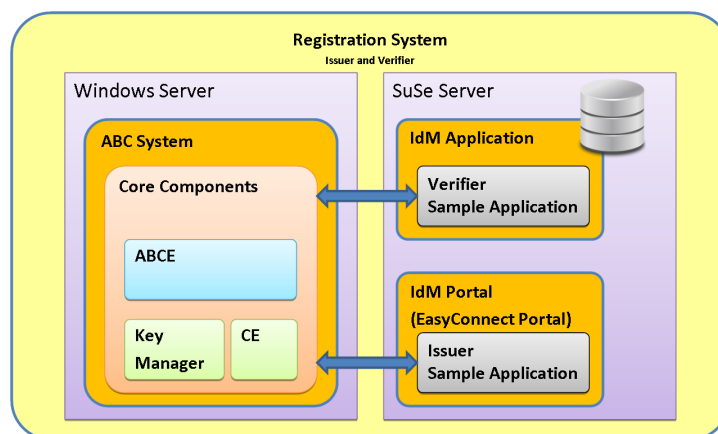 Registration System
Issuer and Verifier
Windows Server
ABC System
Core Components
ABCE
Key
Manager
CE
SuSe Server
IdM Application
Verifier
Sample Application
IdM Portal
(EasyConnect Portal)
Issuer
Sample Application